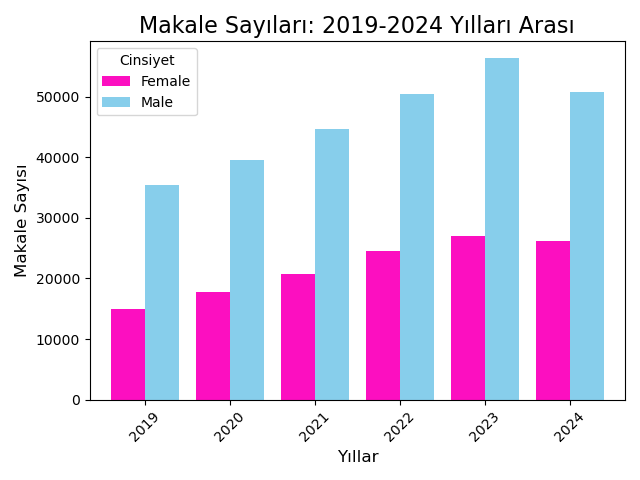 Makale Sayıları: 2019-2024 Yılları Arası
Cinsiyet
Female
Male
Makale Sayısı
50000
40000
30000
20000
10000
0
2019
2020
2021
2022
2023
2024
Yıllar